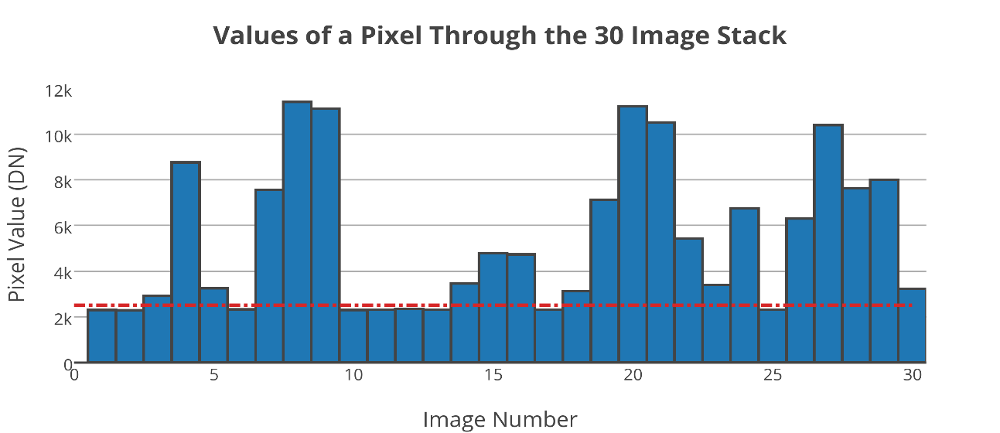 Values of a Pixel Through the 30 Image Stack
12k
10k
8k
6k
4k
2k
0
Pixel Value (DN)
0 5 10 15 20 25 30
Image Number